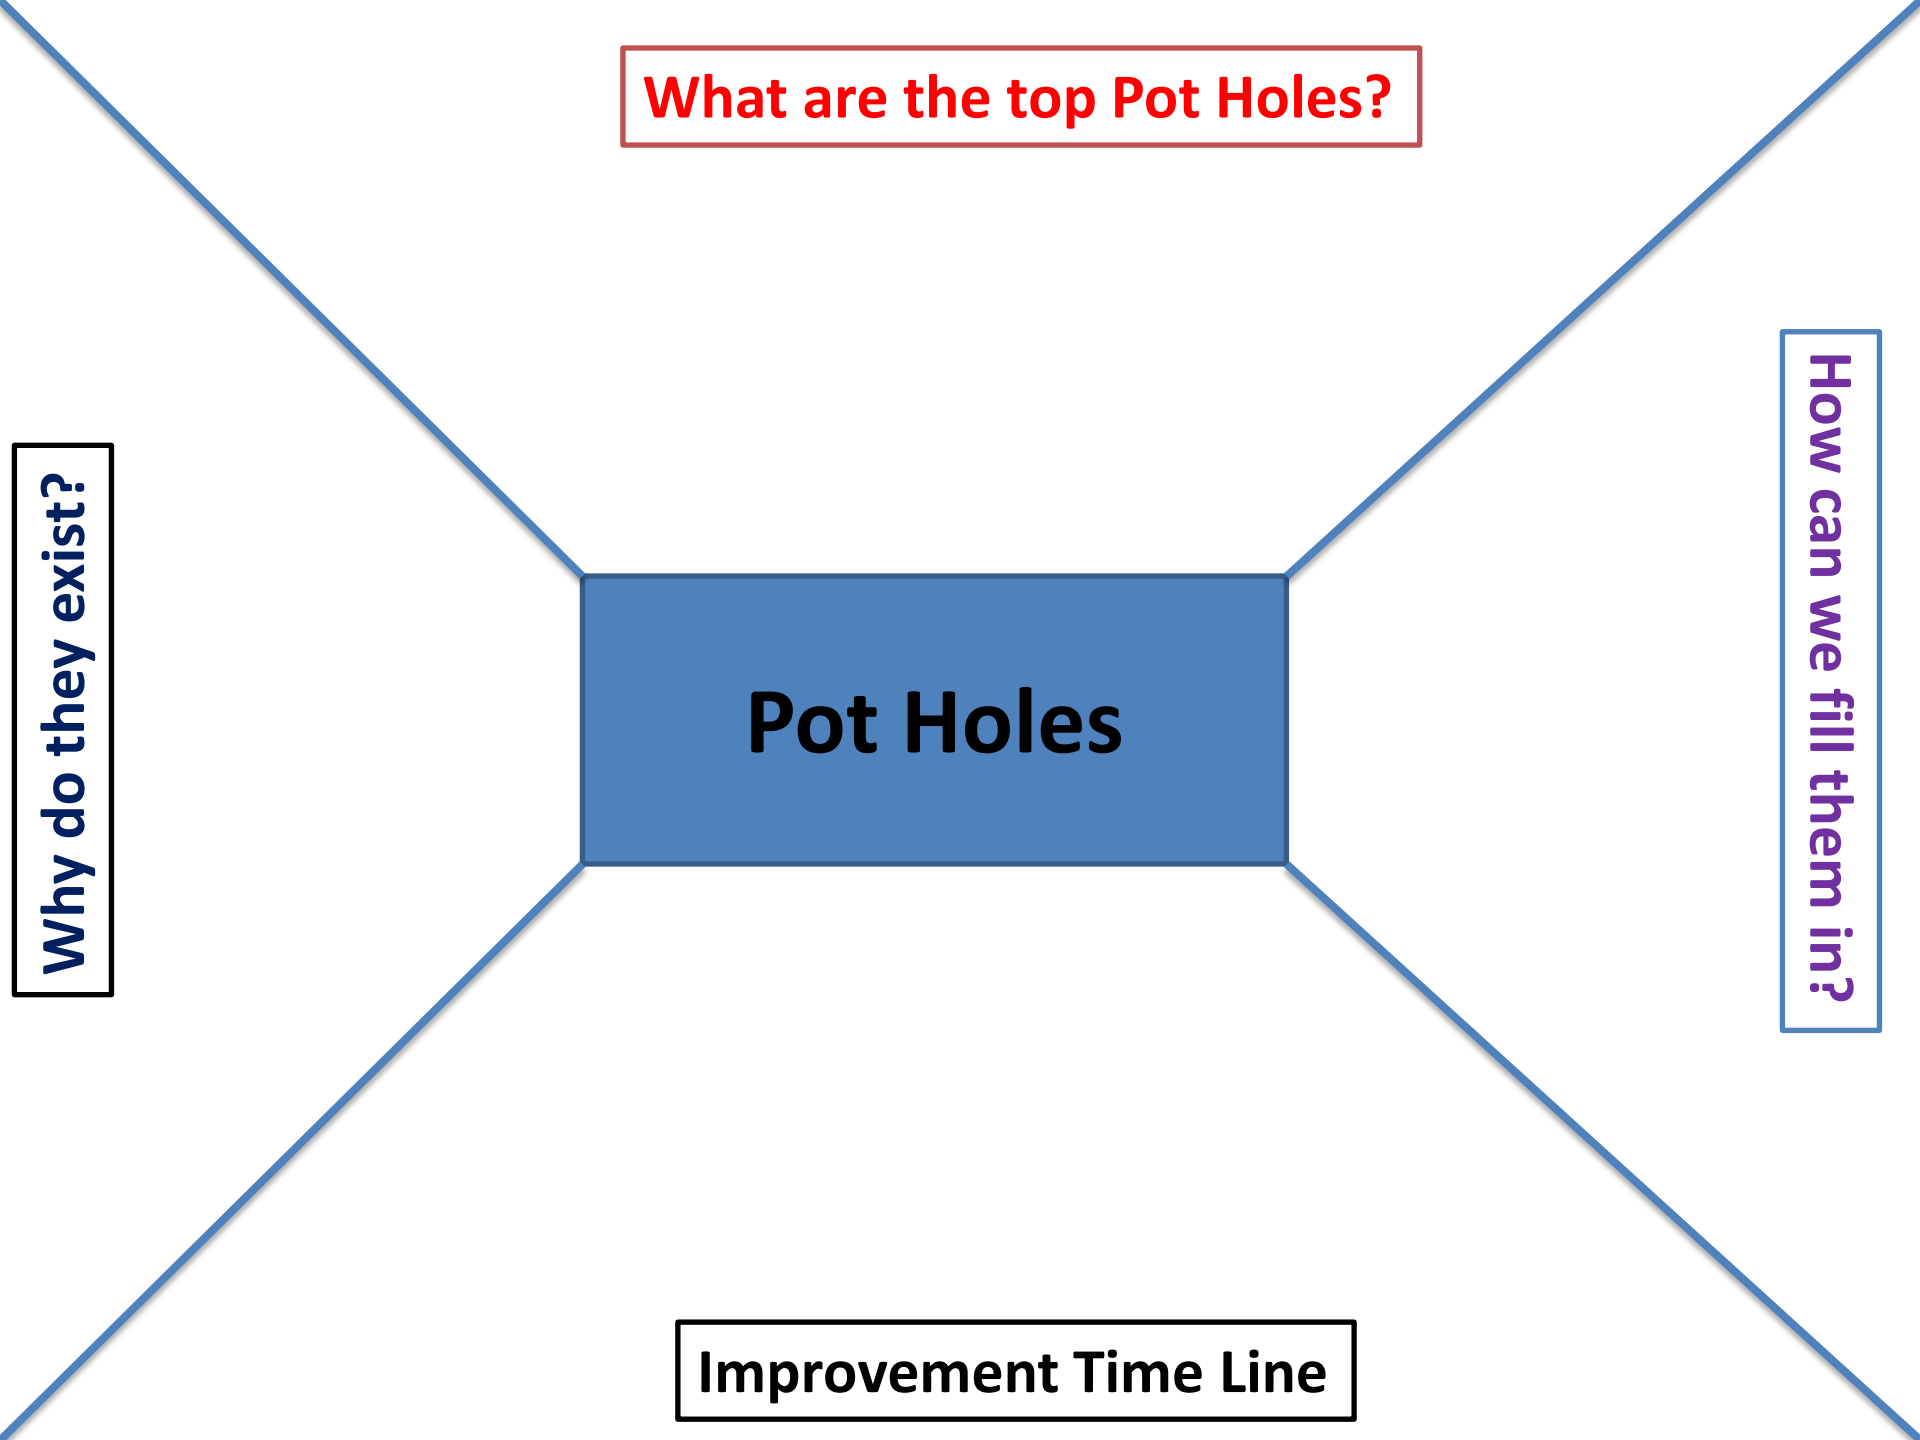 What are the top Pot Holes?
Why do they exist?
Pot Holes
How can we fill them in?
Improvement Time Line